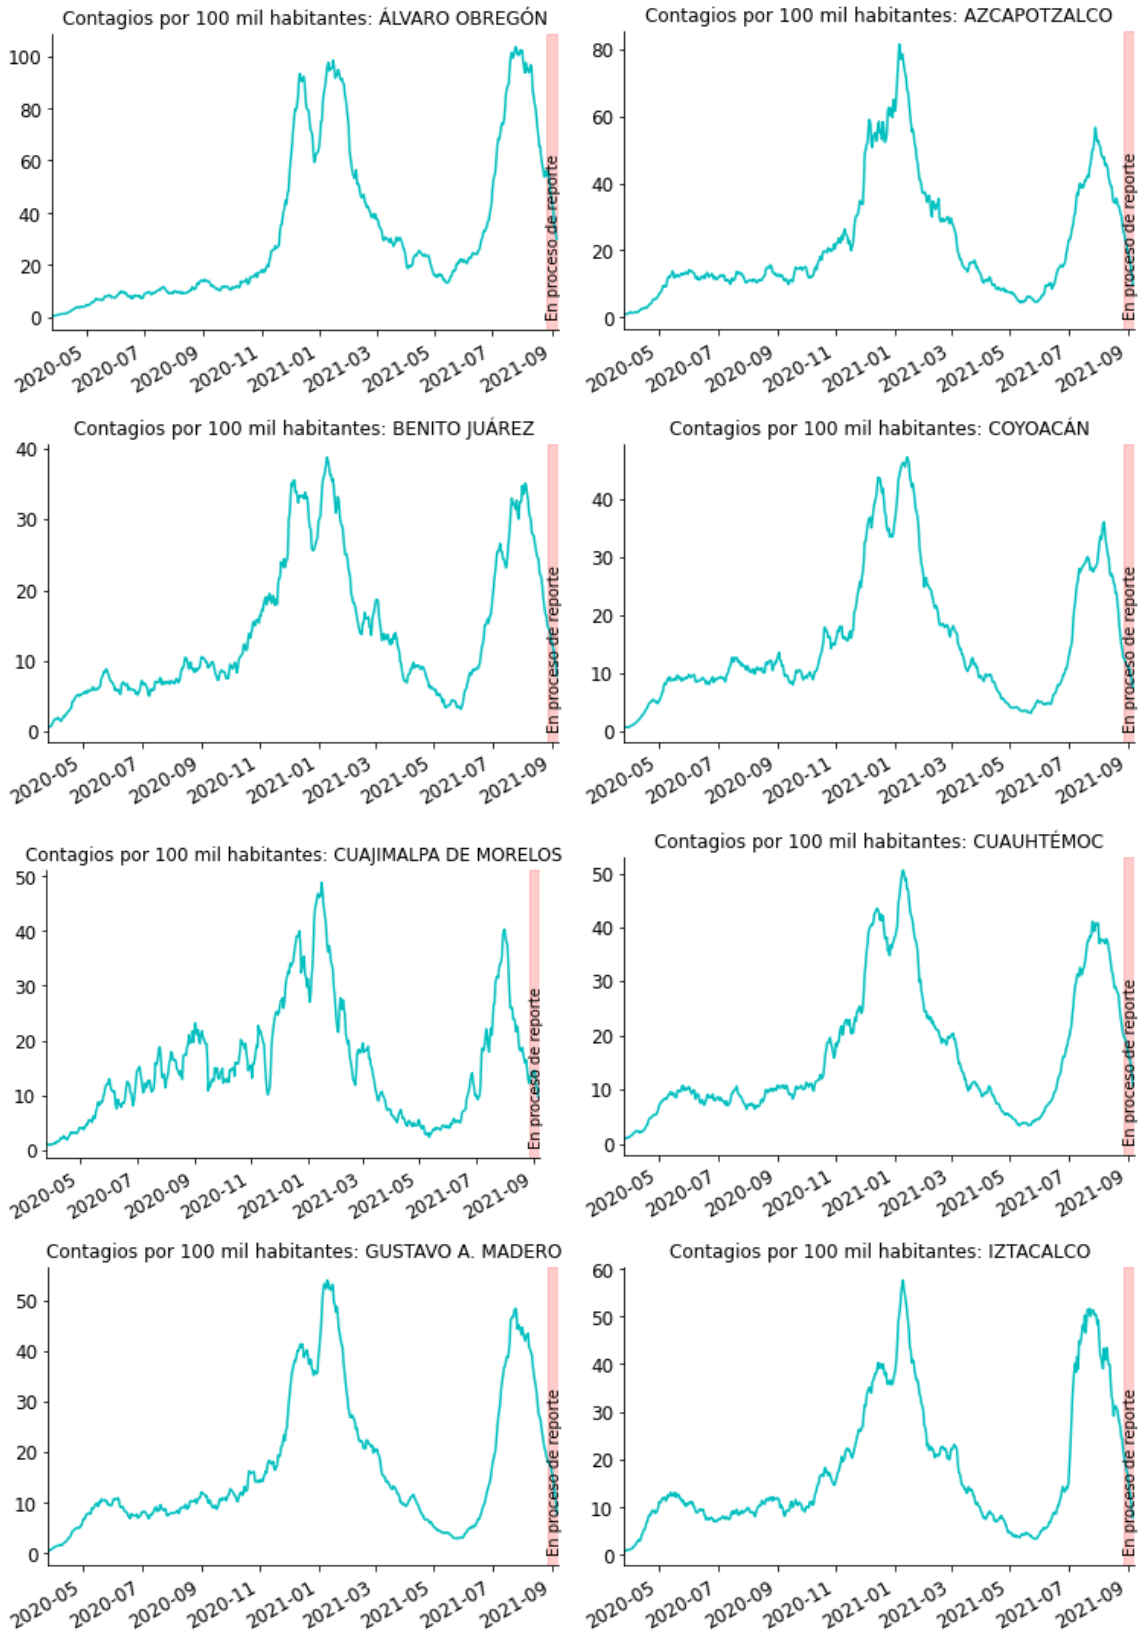 Contagios por 100 mil habitantes: ÁLVARO OBREGÓN
100
80
60
40
20
0
En proceso de reporte
2020-05 2020-07 2020-09 2020-11 2021-01 2021-03 2021-05 2021-07 2021-09
Contagios por 100 mil habitantes: AZCAPOTZALCO
80
60
40
20
0
En proceso de reporte
2020-05 2020-07 2020-09 2020-11 2021-01 2021-03 2021-05 2021-07 2021-09
Contagios por 100 mil habitantes: BENITO JUÁREZ
40
30
20
10
0
En proceso de reporte
2020-05 2020-07 2020-09 2020-11 2021-01 2021-03 2021-05 2021-07 2021-09
Contagios por 100 mil habitantes: COYOACÁN
40
30
20
10
0
En proceso de reporte
2020-05 2020-07 2020-09 2020-11 2021-01 2021-03 2021-05 2021-07 2021-09
Contagios por 100 mil habitantes: CUAJIMALPA DE MORELOS
50
40
30
20
10
0
En proceso de reporte
2020-05 2020-07 2020-09 2020-11 2021-01 2021-03 2021-05 2021-07 2021-09
Contagios por 100 mil habitantes: CUAUHTÉMOC
50
40
30
20
10
0
En proceso de reporte
2020-05 2020-07 2020-09 2020-11 2021-01 2021-03 2021-05 2021-07 2021-09
Contagios por 100 mil habitantes: GUSTAVO A. MADERO
50
40
30
20
10
0
En proceso de reporte
2020-05 2020-07 2020-09 2020-11 2021-01 2021-03 2021-05 2021-07 2021-09
Contagios por 100 mil habitantes: IZTACALCO
60
50
40
30
20
10
0
En proceso de reporte
2020-05 2020-07 2020-09 2020-11 2021-01 2021-03 2021-05 2021-07 2021-09